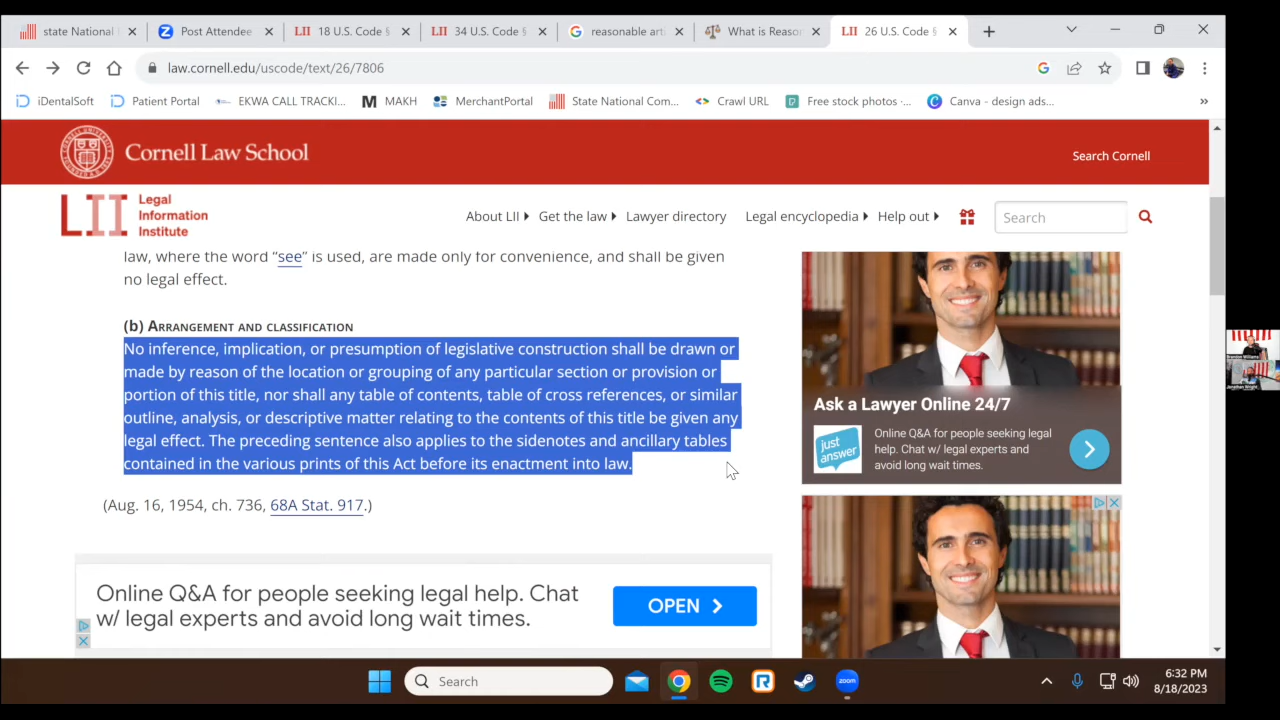 state National
Post Attendee
LII 18 U.S. Code §
LII 34 U.S. Code §
reasonable art
What is Reason
LII 26 U.S. Code §
law.cornell.edu/uscode/text/26/7806
iDentalSoft
Patient Portal
EKWA CALL TRACKI...
MAKH
MerchantPortal
State National Com...
Crawl URL
Free stock photos -...
Canva - design ads...
Cornell Law School
Search Cornell
LII
Legal
Information
Institute
About LII
Get the law
Lawyer directory
Legal encyclopedia
Help out
Search
law, where the word “see” is used, are made only for convenience, and shall be given
no legal effect.
(b) Arrangement and classification
No inference, implication, or presumption of legislative construction shall be drawn or
made by reason of the location or grouping of any particular section or provision or
portion of this title, nor shall any table of contents, table of cross references, or similar
outline, analysis, or descriptive matter relating to the contents of this title be given any
legal effect. The preceding sentence also applies to the sidenotes and ancillary tables
contained in the various prints of this Act before its enactment into law.
(Aug. 16, 1954, ch. 736, 68A Stat. 917.)
Ask a Lawyer Online 24/7
just
answer
Online Q&A for people seeking legal
help. Chat w/ legal experts and
avoid long wait times.
Online Q&A for people seeking legal help. Chat
w/ legal experts and avoid long wait times.
OPEN
Search
zoom
6:32 PM
8/18/2023
Brandon Williams
Jonathan Wright